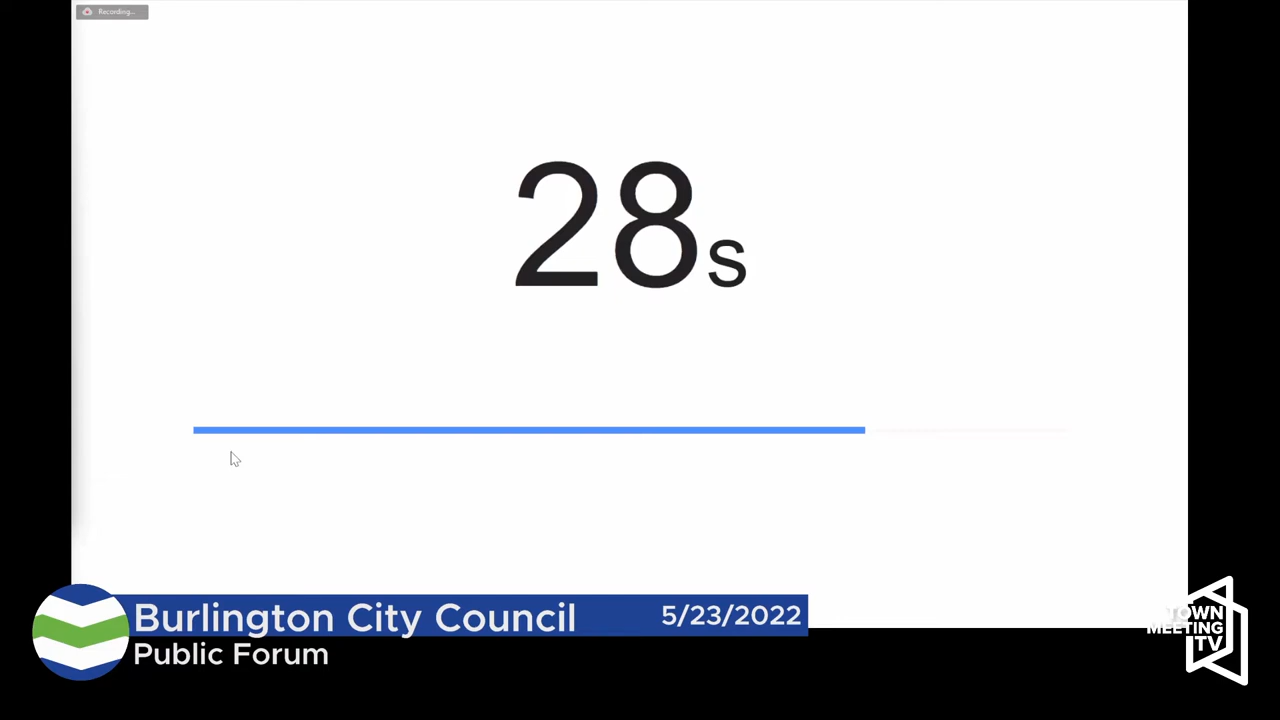 Recording...
28s
Burlington City Council
5/23/2022
Public Forum
TOWN
MEETING
TV